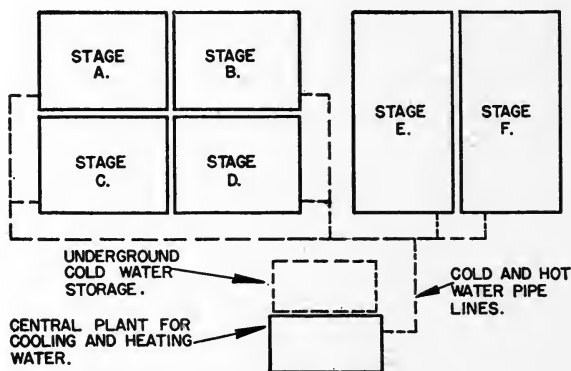 STAGE
A.
STAGE
B.
STAGE
C.
STAGE
D.
STAGE
E.
STAGE
F.
UNDERGROUND
COLD WATER
STORAGE.
COLD AND HOT
WATER PIPE
LINES.
CENTRAL PLANT FOR
COOLING AND HEATING
WATER.